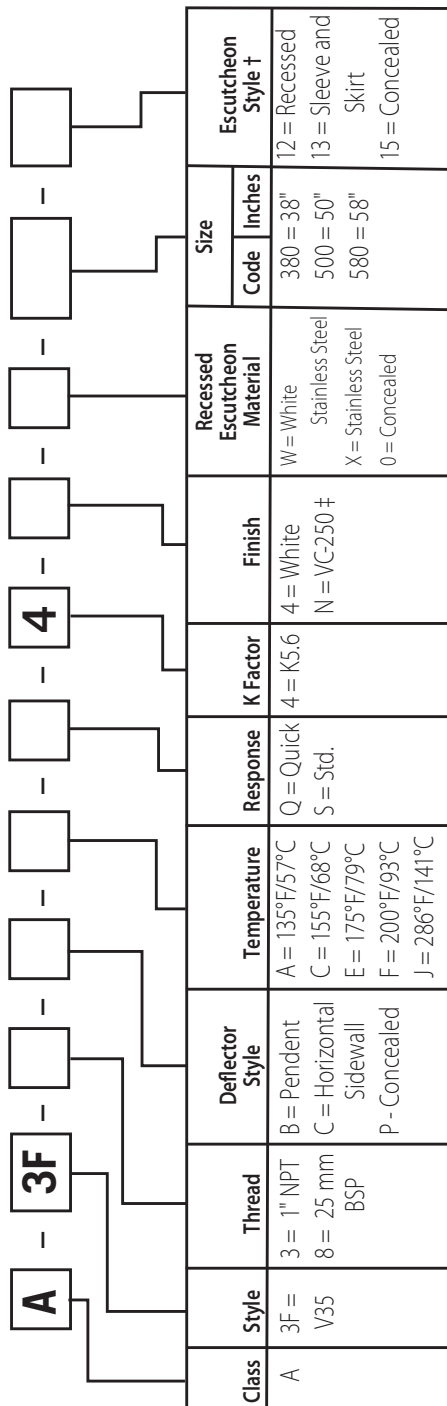 A – 3F – – – – – 4 – – – –
Class
A
Style
3F =
V35
Thread
3 = 1" NPT
8 = 25 mm
BSP
Deflector
Style
B = Pendent
C = Horizontal
Sidewall
P - Concealed
Temperature
A = 135°F/57°C
C = 155°F/68°C
E = 175°F/79°C
F = 200°F/93°C
J = 286°F/141°C
Response
Q = Quick
S = Std.
K Factor
4 = K5.6
Finish
4 = White
N = VC-250 ‡
Recessed
Escutcheon
Material
W = White
Stainless Steel
X = Stainless Steel
0 = Concealed
Size
Code
Inches
380 = 38"
500 = 50"
580 = 58"
Escutcheon
Style †
12 = Recessed
13 = Sleeve and
Skirt
15 = Concealed